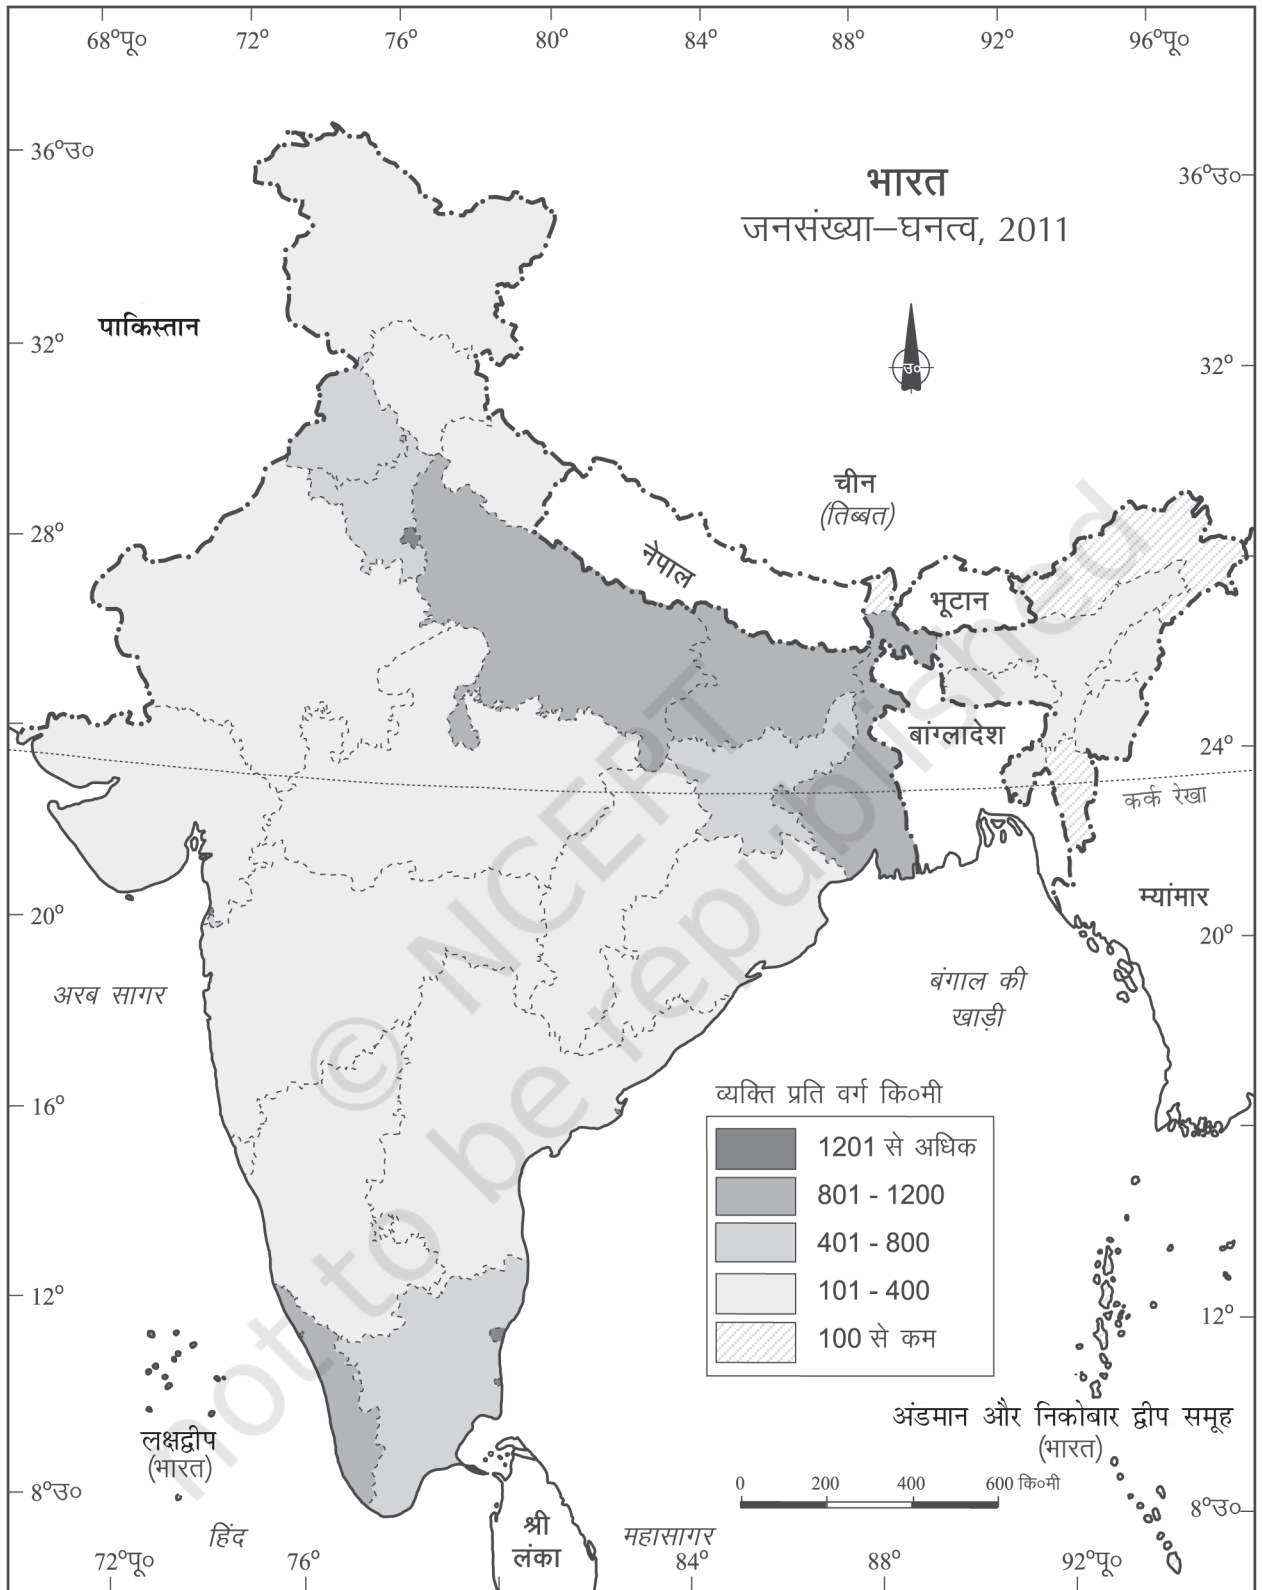 68°पू० 72° 76° 80° 84° 88° 92° 96°पू०
36°उ० 36°उ०
भारत
जनसंख्या–घनत्व, 2011
पाकिस्तान
32° 32°
उ०
चीन
(तिब्बत)
28°
नेपाल
भूटान
बांग्लादेश
24°
कर्क रेखा
म्यांमार
20° 20°
अरब सागर
बंगाल की
खाड़ी
16°
व्यक्ति प्रति वर्ग कि०मी
1201 से अधिक
801 - 1200
401 - 800
101 - 400
100 से कम
12° 12°
लक्षद्वीप
(भारत)
अंडमान और निकोबार द्वीप समूह
(भारत)
0 200 400 600 कि०मी
8°उ० 8°उ०
हिंद
श्री
लंका
महासागर
72°पू० 76° 84° 88° 92°पू०
© NCERT
not to be republished